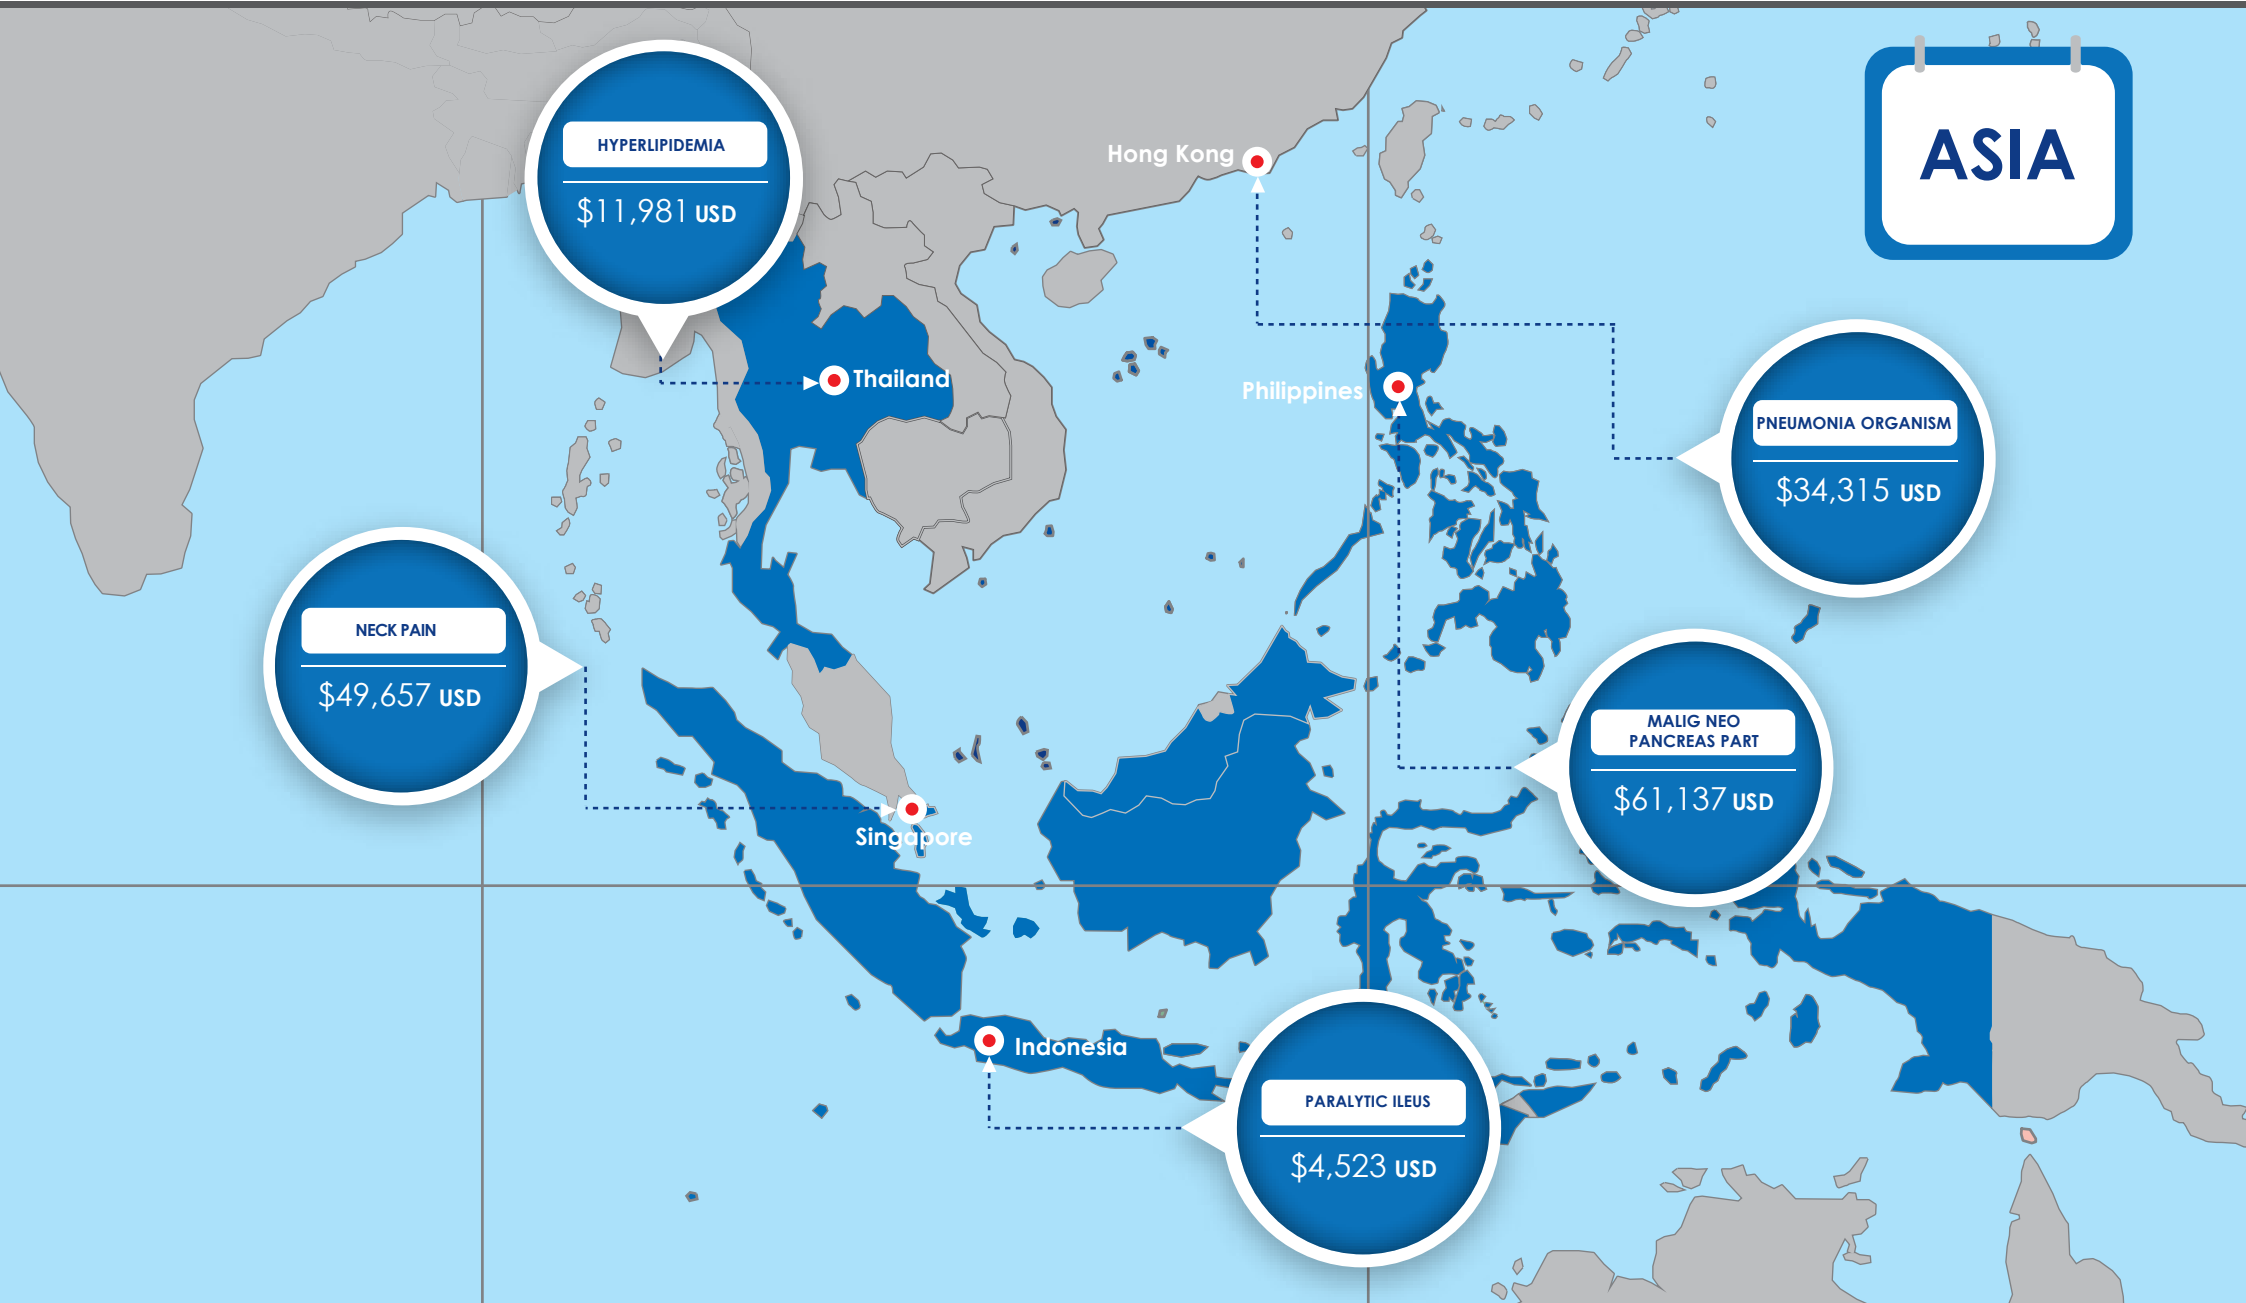 ASIA
HYPERLIPIDEMIA
$11,981 USD
Hong Kong
Thailand
Philippines
PNEUMONIA ORGANISM
$34,315 USD
NECK PAIN
$49,657 USD
MALIG NEO
PANCREAS PART
$61,137 USD
Singapore
Indonesia
PARALYTIC ILEUS
$4,523 USD